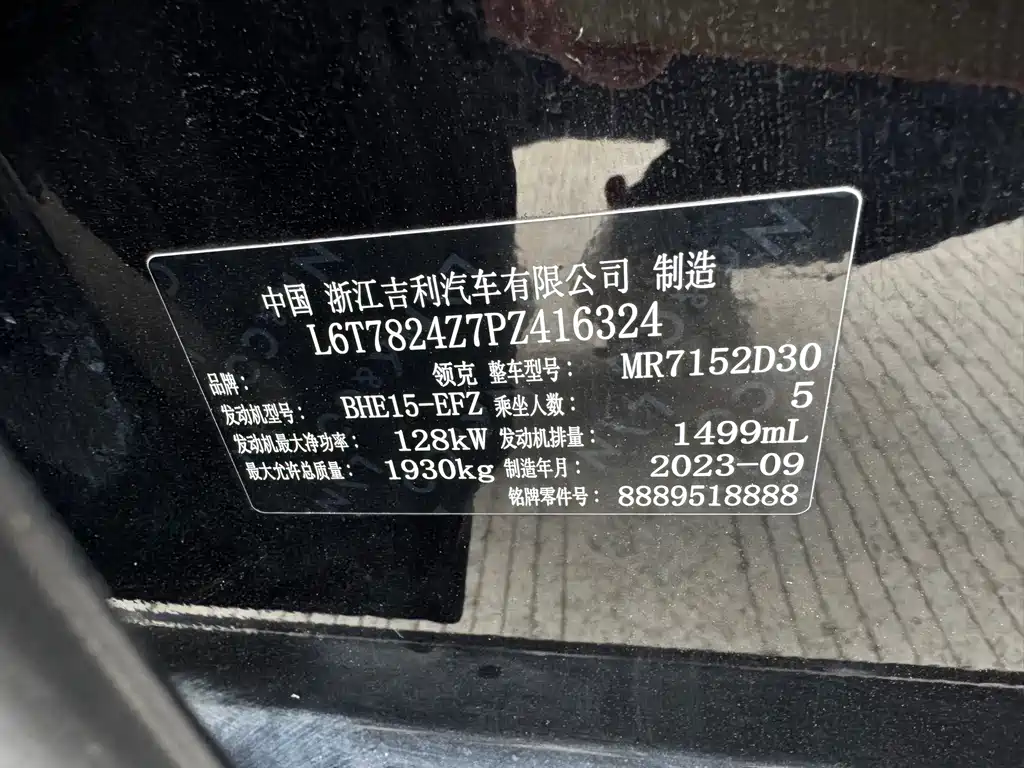 中国 浙江吉利汽车有限公司 制造
L6T7824Z7PZ416324
品牌: 领克 整车型号: MR7152D30
发动机型号: BHE15-EFZ 乘坐人数: 5
发动机最大净功率: 128kW 发动机排量: 1499mL
最大允许总质量: 1930kg 制造年月: 2023-09
铭牌零件号: 8889518888